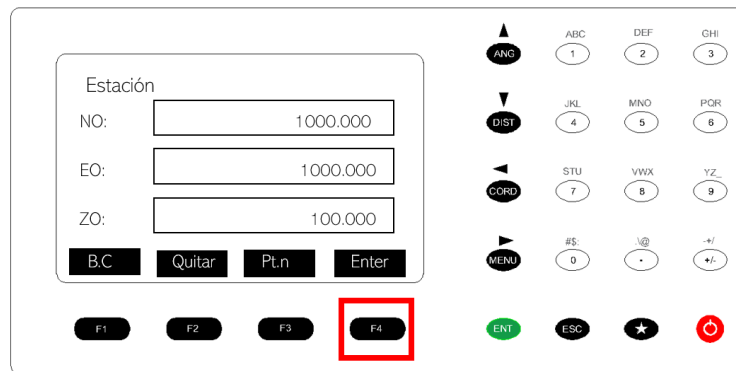 Estación
NO: 1000.000
EO: 1000.000
ZO: 100.000
B.C Quitar Pt.n Enter
F1 F2 F3 F4
ABC DEF GHI
ANG 1 2 3
JKL MNO PQR
DIST 4 5 6
STU VWX YZ_
CORD 7 8 9
#$: .\@ -+/
MENU 0 • +/-
ENT ESC